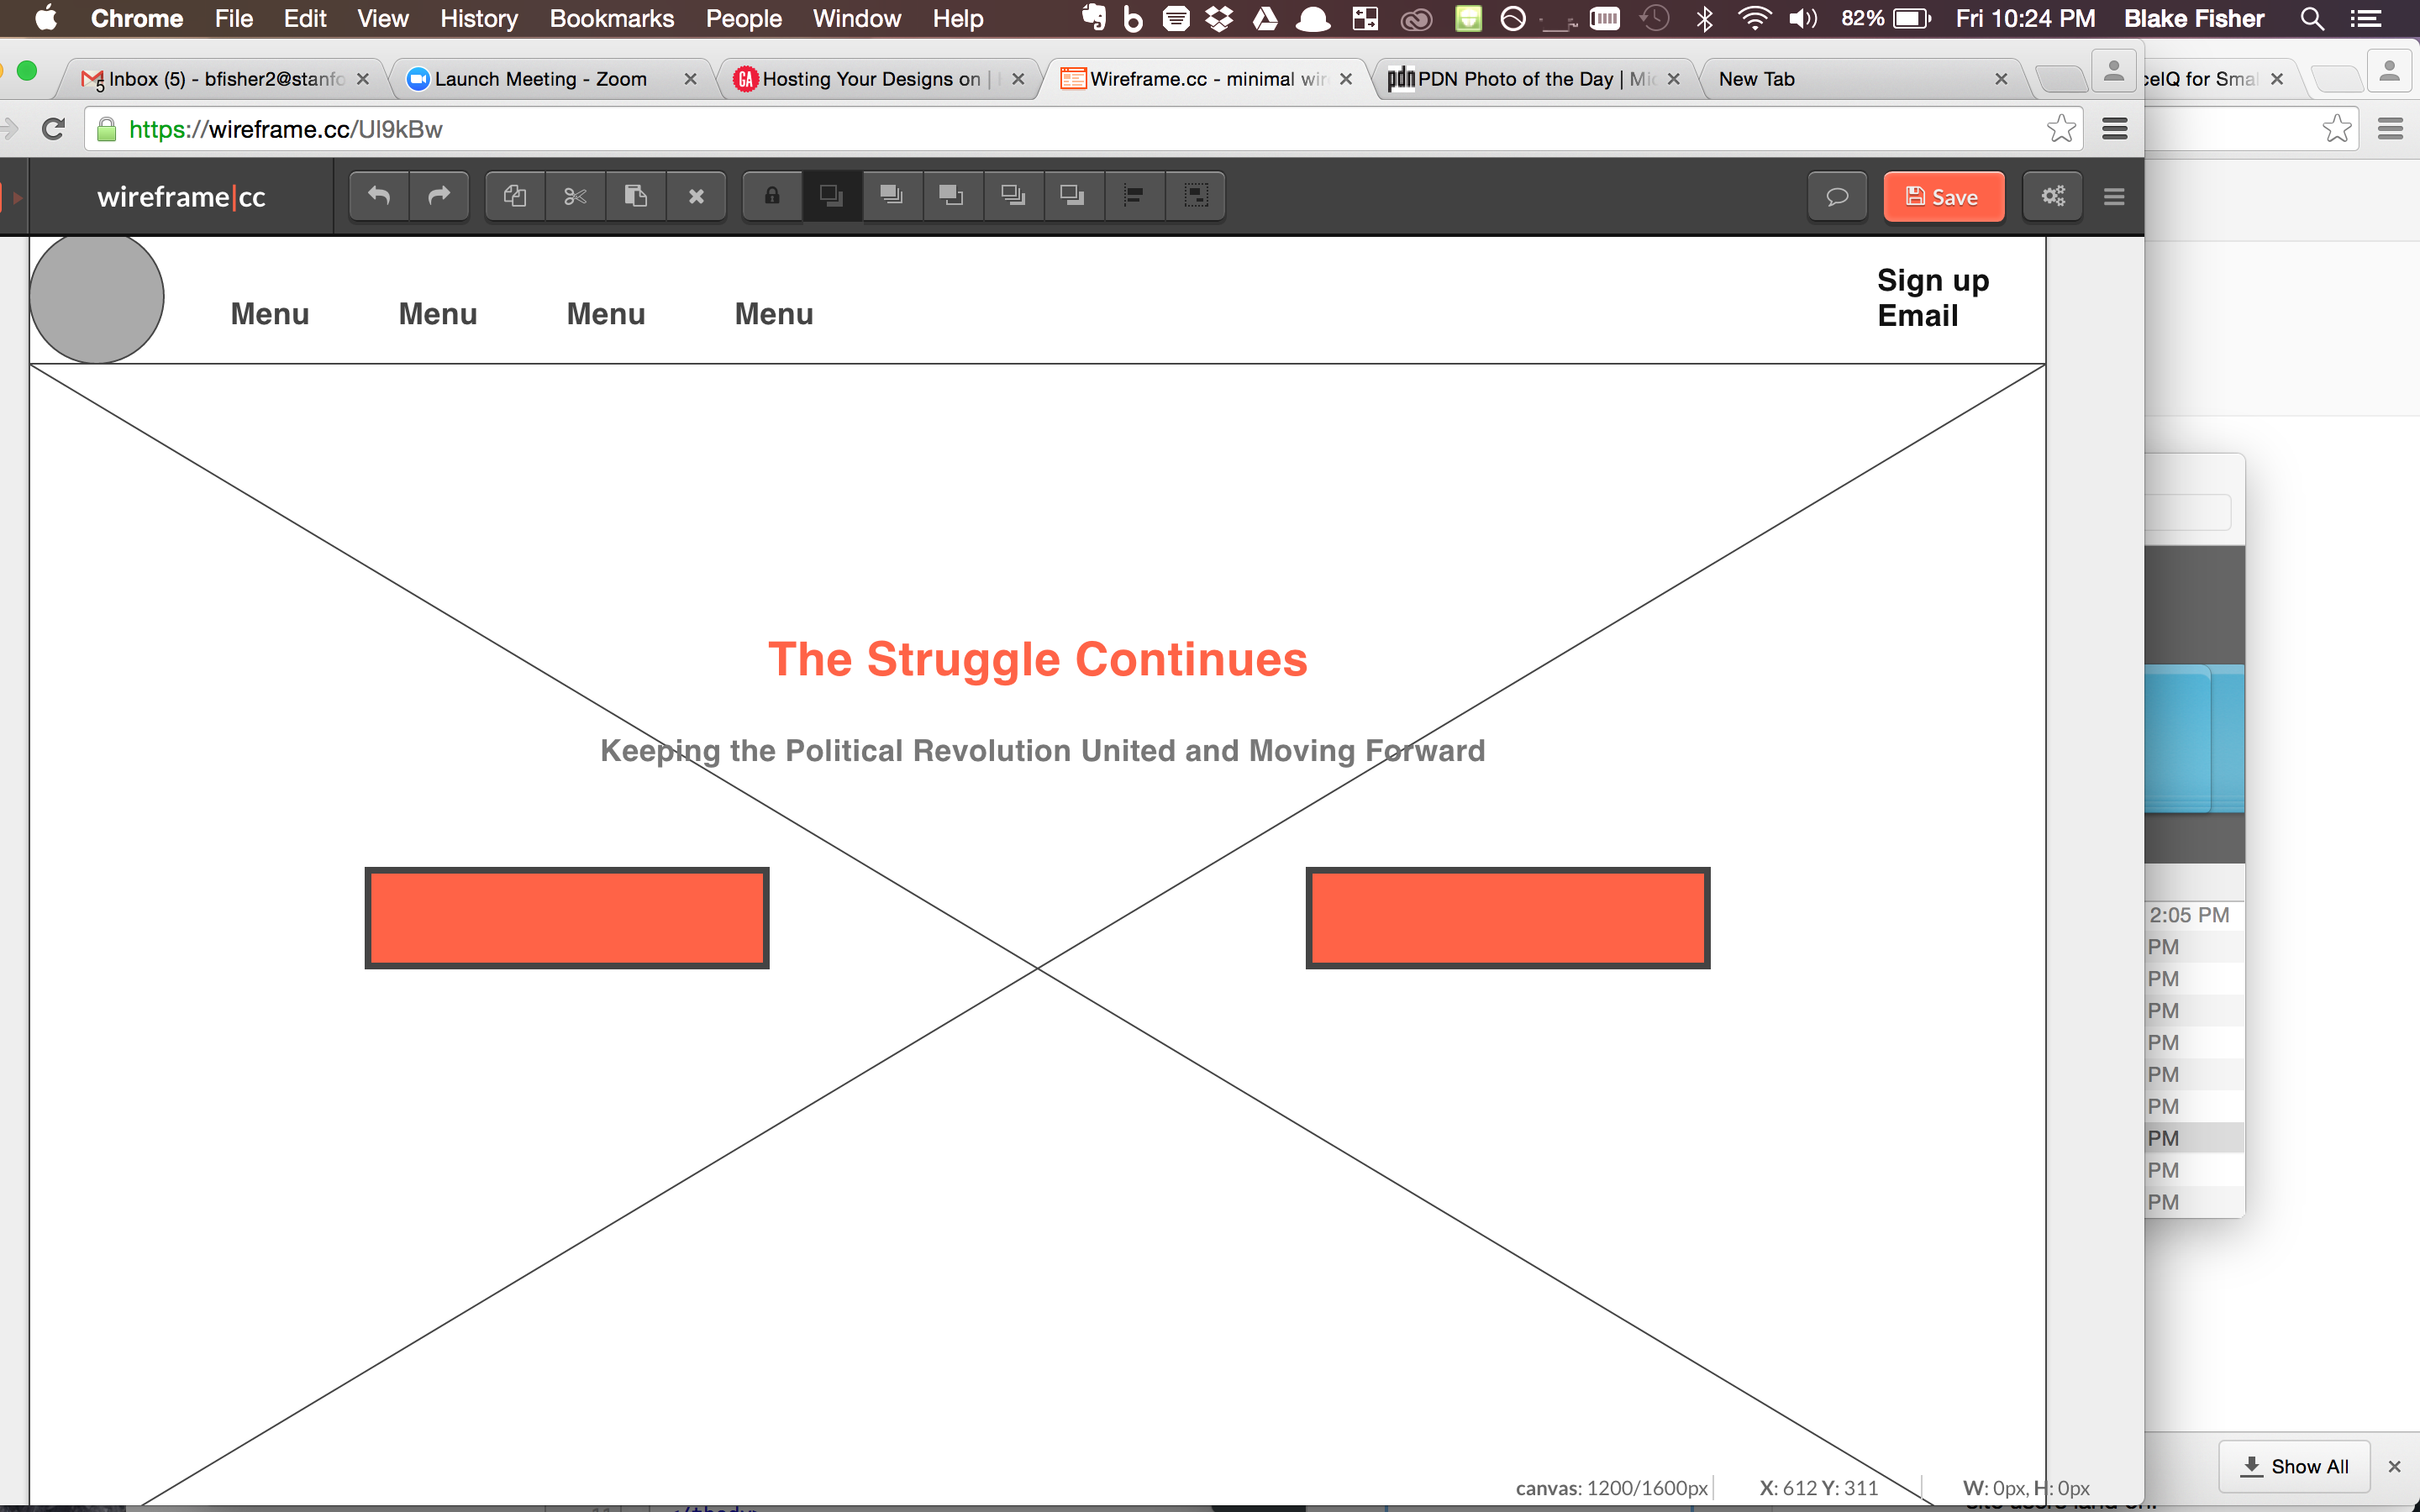 Chrome File Edit View History Bookmarks People Window Help 82% Fri 10:24 PM Blake Fisher
5 Inbox (5) - bfisher2@stanfo
Launch Meeting - Zoom
GA Hosting Your Designs on |
Wireframe.cc - minimal wir
pdn PDN Photo of the Day | Mi
New Tab
ceIQ for Smal
https://wireframe.cc/UI9kBw
wireframe|cc
Save
Menu Menu Menu Menu
Sign up
Email
The Struggle Continues
Keeping the Political Revolution United and Moving Forward
2:05 PM
PM
PM
PM
PM
PM
PM
PM
PM
PM
Show All
canvas: 1200/1600px X: 612 Y: 311 W: 0px, H: 0px